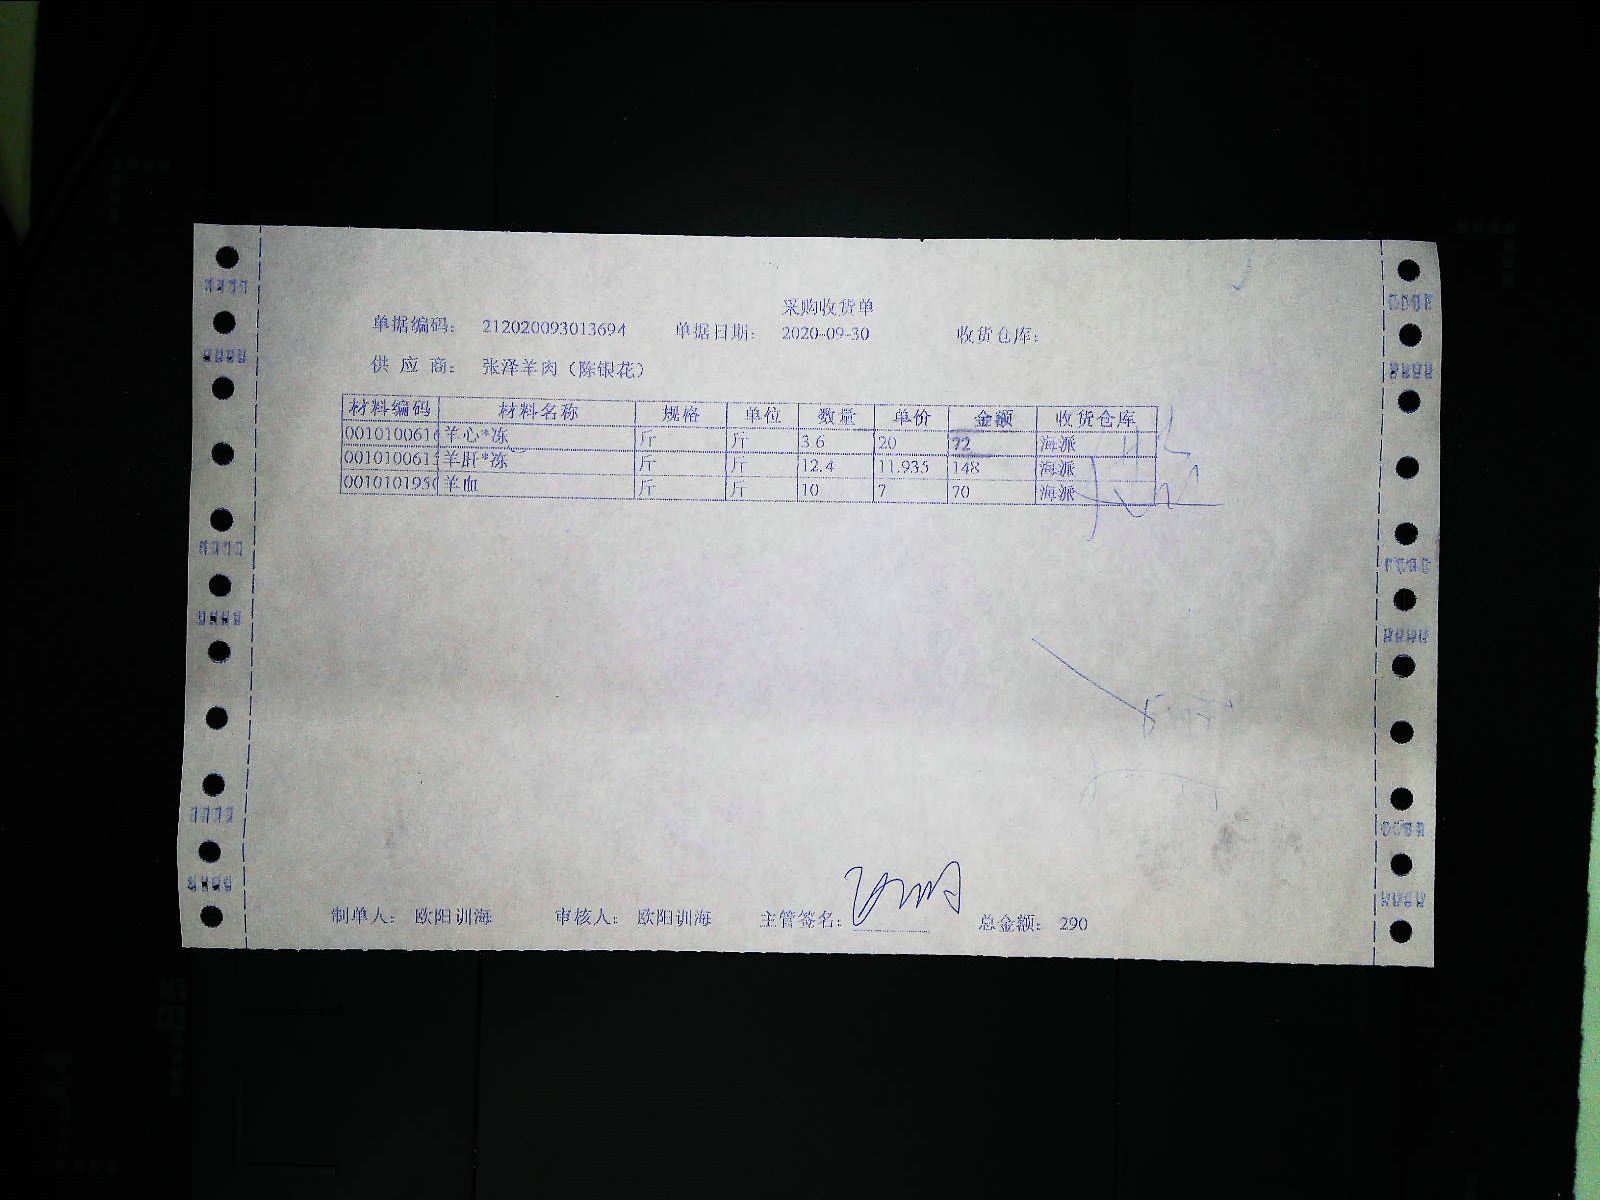 采购收货单
单据编码： 212020093013694 单据日期： 2020-09-30 收货仓库：
供应商： 张泽羊肉（陈银花）
材料编码 材料名称 规格 单位 数量 单价 金额 收货仓库
001010061 羊心*冻 斤 斤 3.6 20 72 海派
001010061 羊肝*冻 斤 斤 12.4 11.935 148 海派
001010195 羊血 斤 斤 10 7 70 海派
制单人： 欧阳训海 审核人： 欧阳训海 主管签名： 总金额： 290